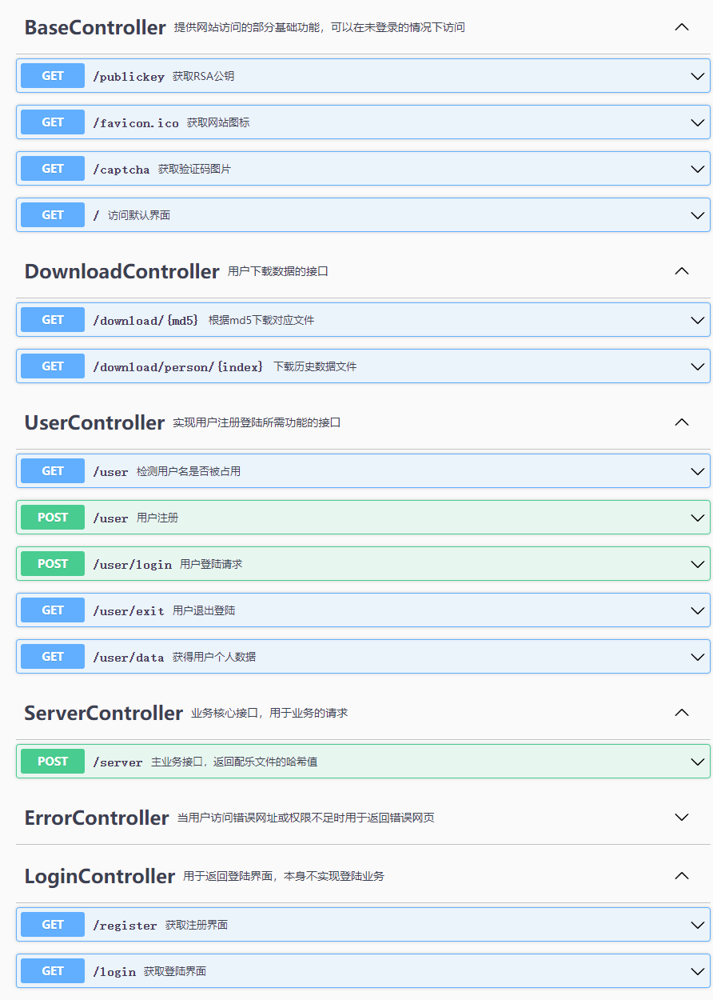 BaseController 提供网站访问的部分基础功能，可以在未登录的情况下访问
GET /publickey 获取RSA公钥
GET /favicon.ico 获取网站图标
GET /captcha 获取验证码图片
GET / 访问默认界面
DownloadController 用户下载数据的接口
GET /download/{md5} 根据md5下载对应文件
GET /download/person/{index} 下载历史数据文件
UserController 实现用户注册登陆所需功能的接口
GET /user 检测用户名是否被占用
POST /user 用户注册
POST /user/login 用户登陆请求
GET /user/exit 用户退出登陆
GET /user/data 获得用户个人数据
ServerController 业务核心接口，用于业务的请求
POST /server 主业务接口，返回配乐文件的哈希值
ErrorController 当用户访问错误网址或权限不足时用于返回错误网页
LoginController 用于返回登陆界面，本身不实现登陆业务
GET /register 获取注册界面
GET /login 获取登陆界面